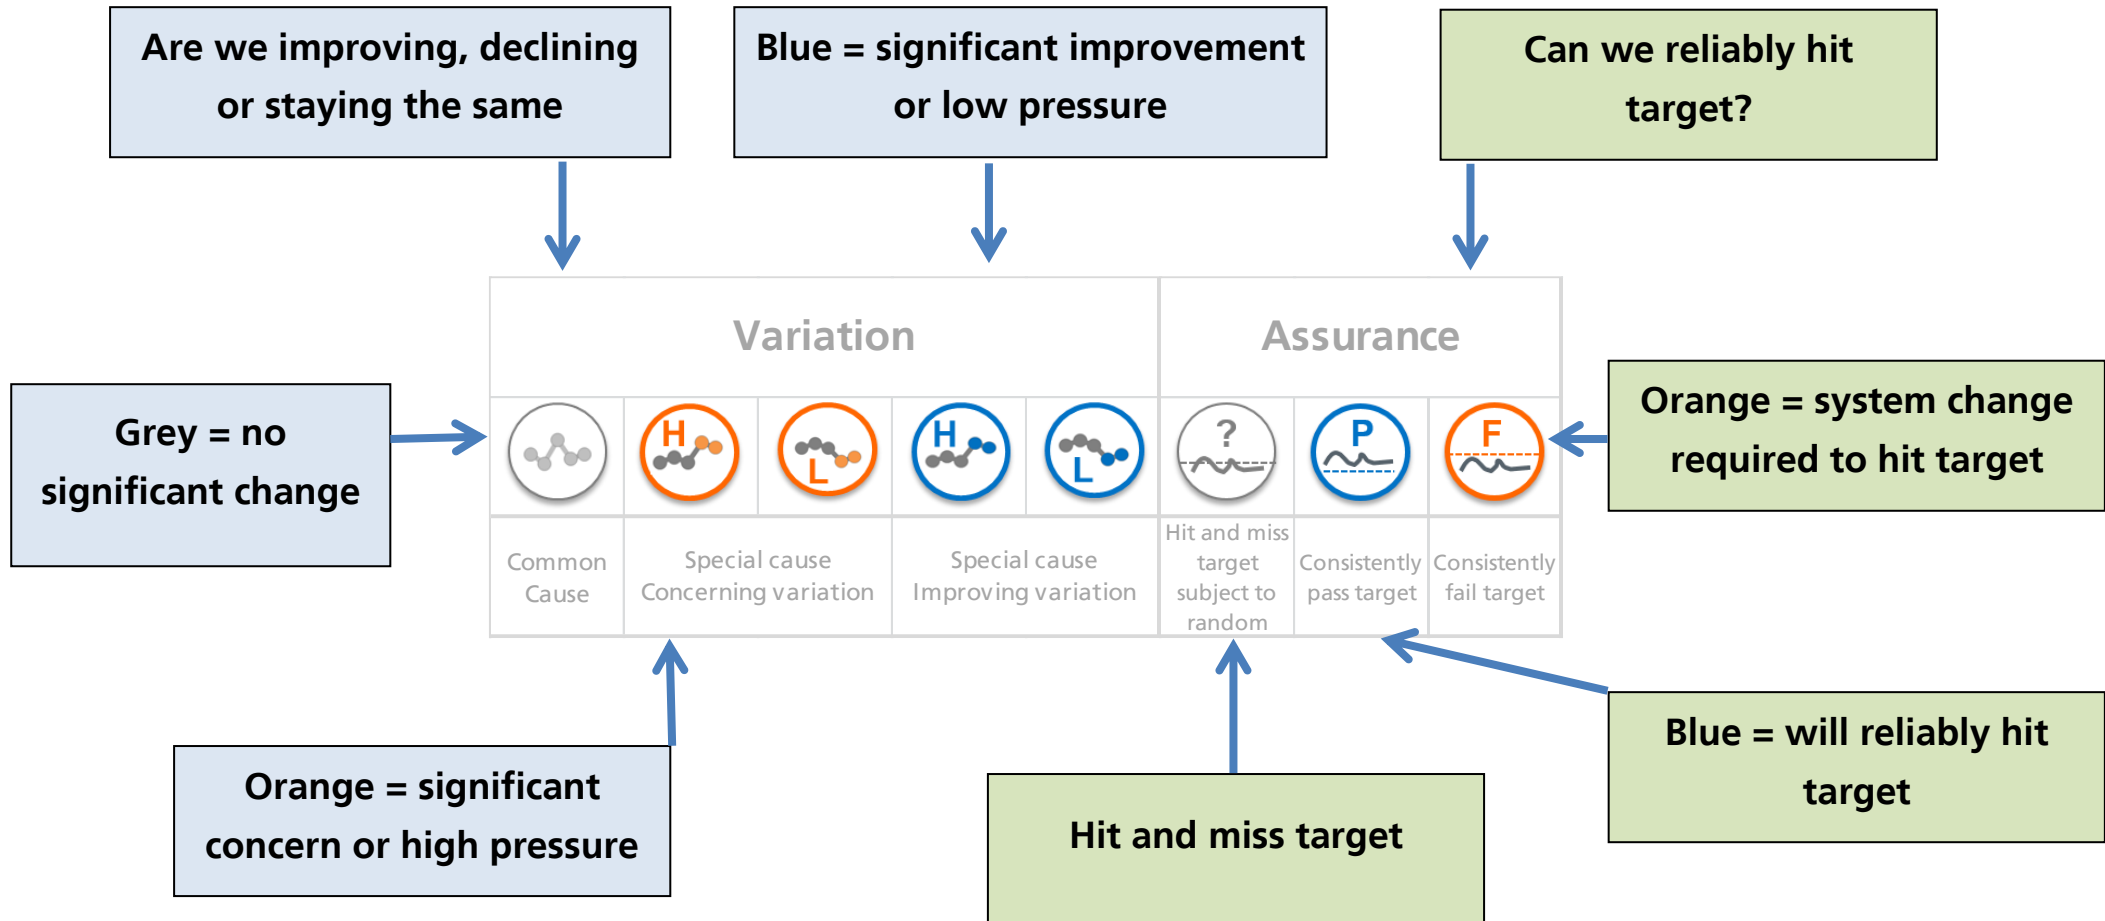 Are we improving, declining
or staying the same
Blue = significant improvement
or low pressure
Can we reliably hit
target?
Variation
Assurance
Grey = no
significant change
H
L
H
L
?
P
F
Orange = system change
required to hit target
Common
Cause
Special cause
Concerning variation
Special cause
Improving variation
Hit and miss
target
subject to
random
Consistently
pass target
Consistently
fail target
Orange = significant
concern or high pressure
Hit and miss target
Blue = will reliably hit
target